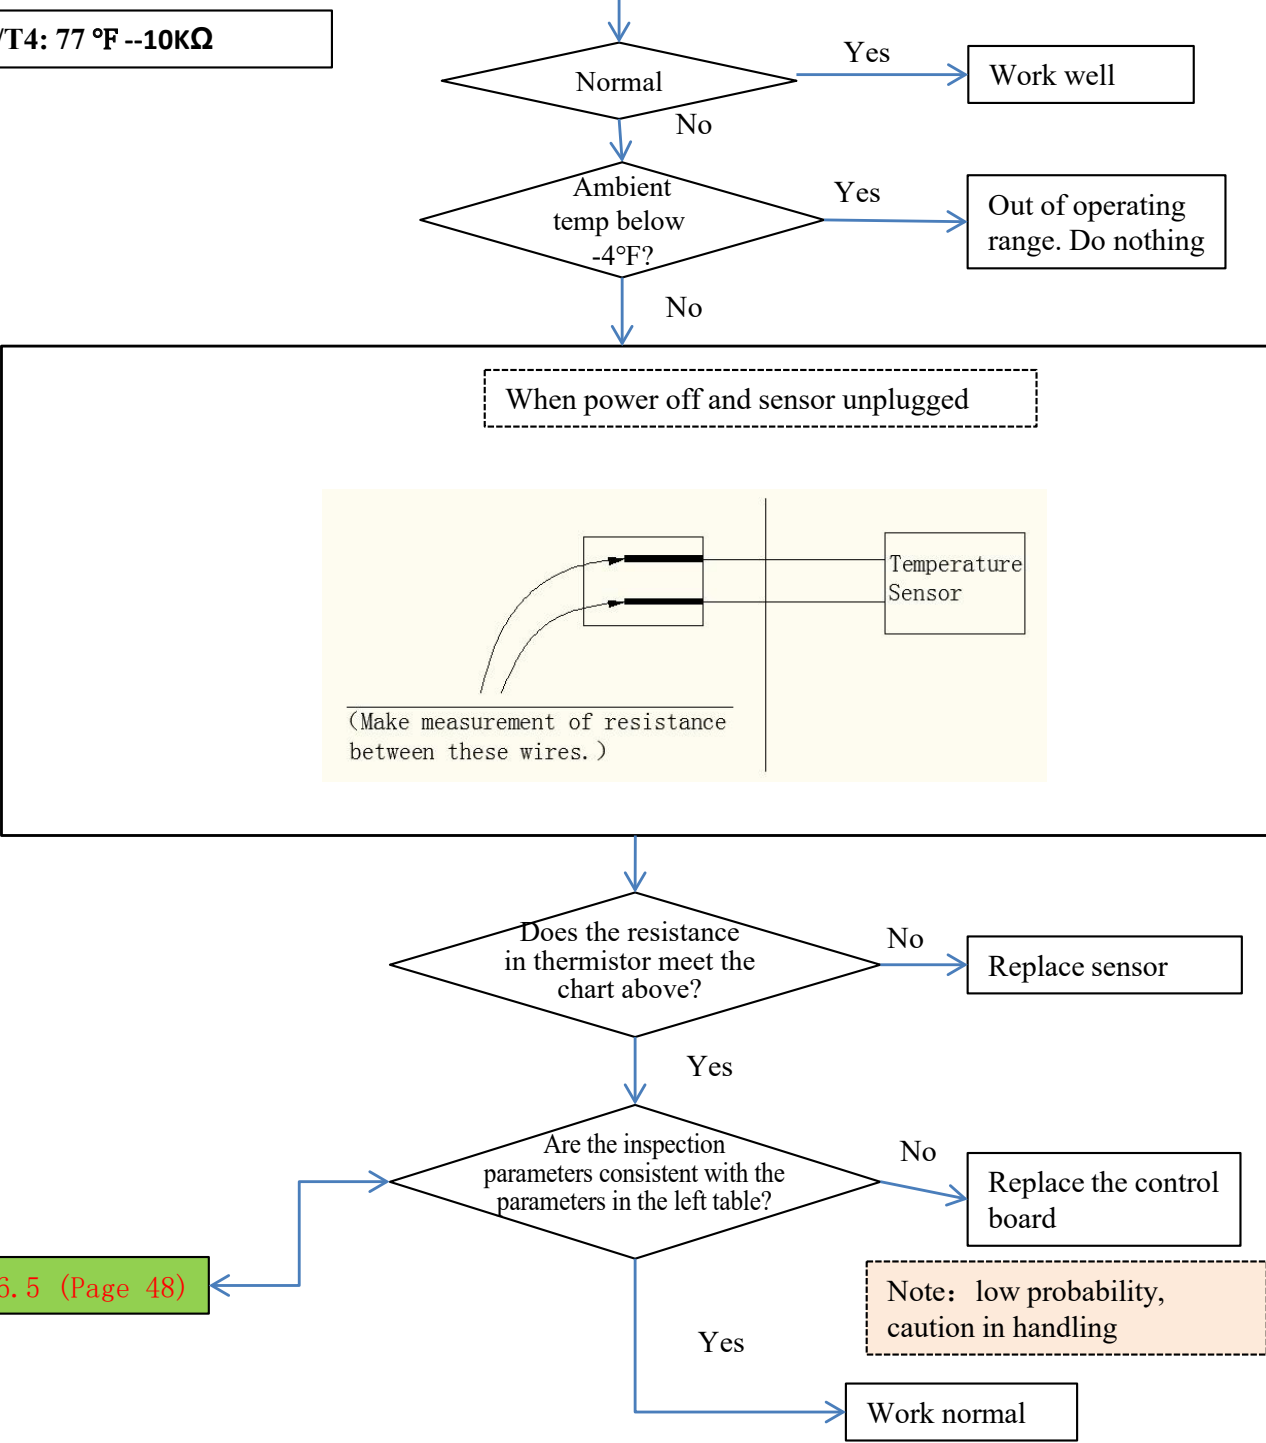 /T4: 77 °F --10KΩ
Normal
Yes
Work well
No
Ambient
temp below
-4°F?
Yes
Out of operating
range. Do nothing
No
When power off and sensor unplugged
Temperature
Sensor
(Make measurement of resistance
between these wires.)
Does the resistance
in thermistor meet the
chart above?
No
Replace sensor
Yes
Are the inspection
parameters consistent with the
parameters in the left table?
No
Replace the control
board
6.5 (Page 48)
Note： low probability,
caution in handling
Yes
Work normal